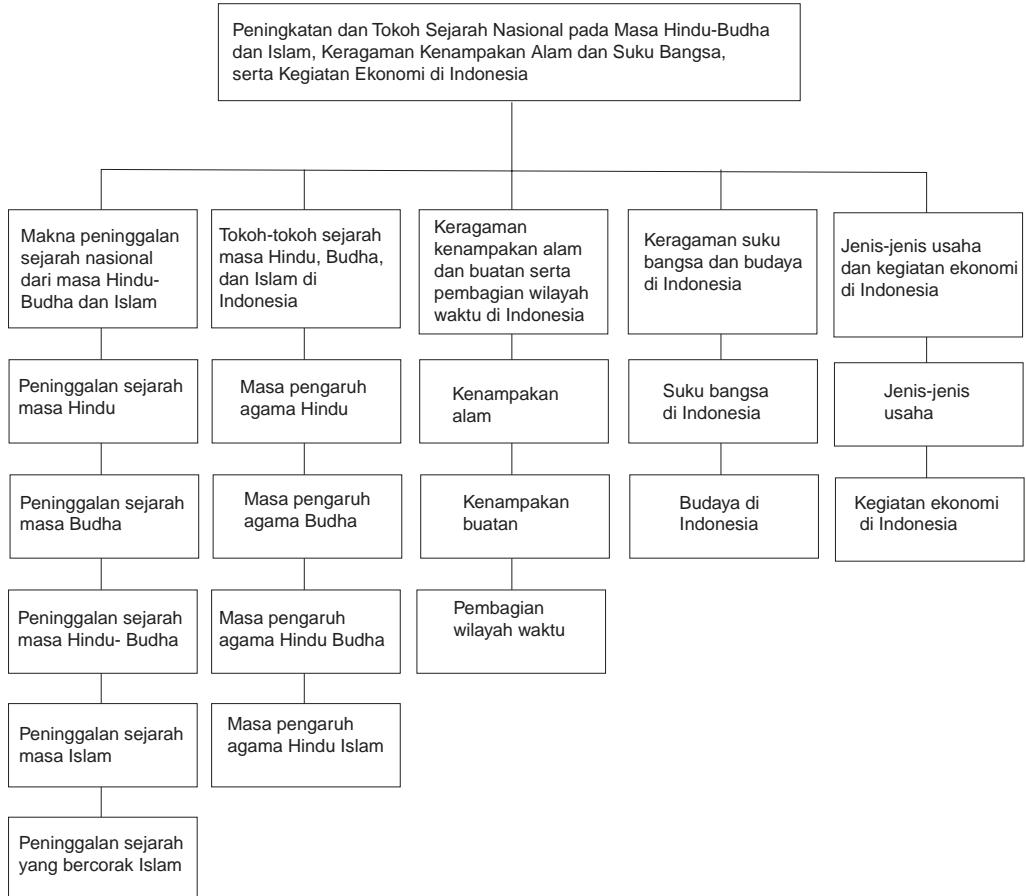 Peningkatan dan Tokoh Sejarah Nasional pada Masa Hindu-Budha
dan Islam, Keragaman Kenampakan Alam dan Suku Bangsa,
serta Kegiatan Ekonomi di Indonesia
Makna peninggalan
sejarah nasional
dari masa Hindu-
Budha dan Islam
Peninggalan sejarah
masa Hindu
Peninggalan sejarah
masa Budha
Peninggalan sejarah
masa Hindu- Budha
Peninggalan sejarah
masa Islam
Peninggalan sejarah
yang bercorak Islam
Tokoh-tokoh sejarah
masa Hindu, Budha,
dan Islam di
Indonesia
Masa pengaruh
agama Hindu
Masa pengaruh
agama Budha
Masa pengaruh
agama Hindu Budha
Masa pengaruh
agama Hindu Islam
Keragaman
kenampakan alam
dan buatan serta
pembagian wilayah
waktu di Indonesia
Kenampakan
alam
Kenampakan
buatan
Pembagian
wilayah waktu
Keragaman suku
bangsa dan budaya
di Indonesia
Suku bangsa
di Indonesia
Budaya di
Indonesia
Jenis-jenis usaha
dan kegiatan ekonomi
di Indonesia
Jenis-jenis
usaha
Kegiatan ekonomi
di Indonesia